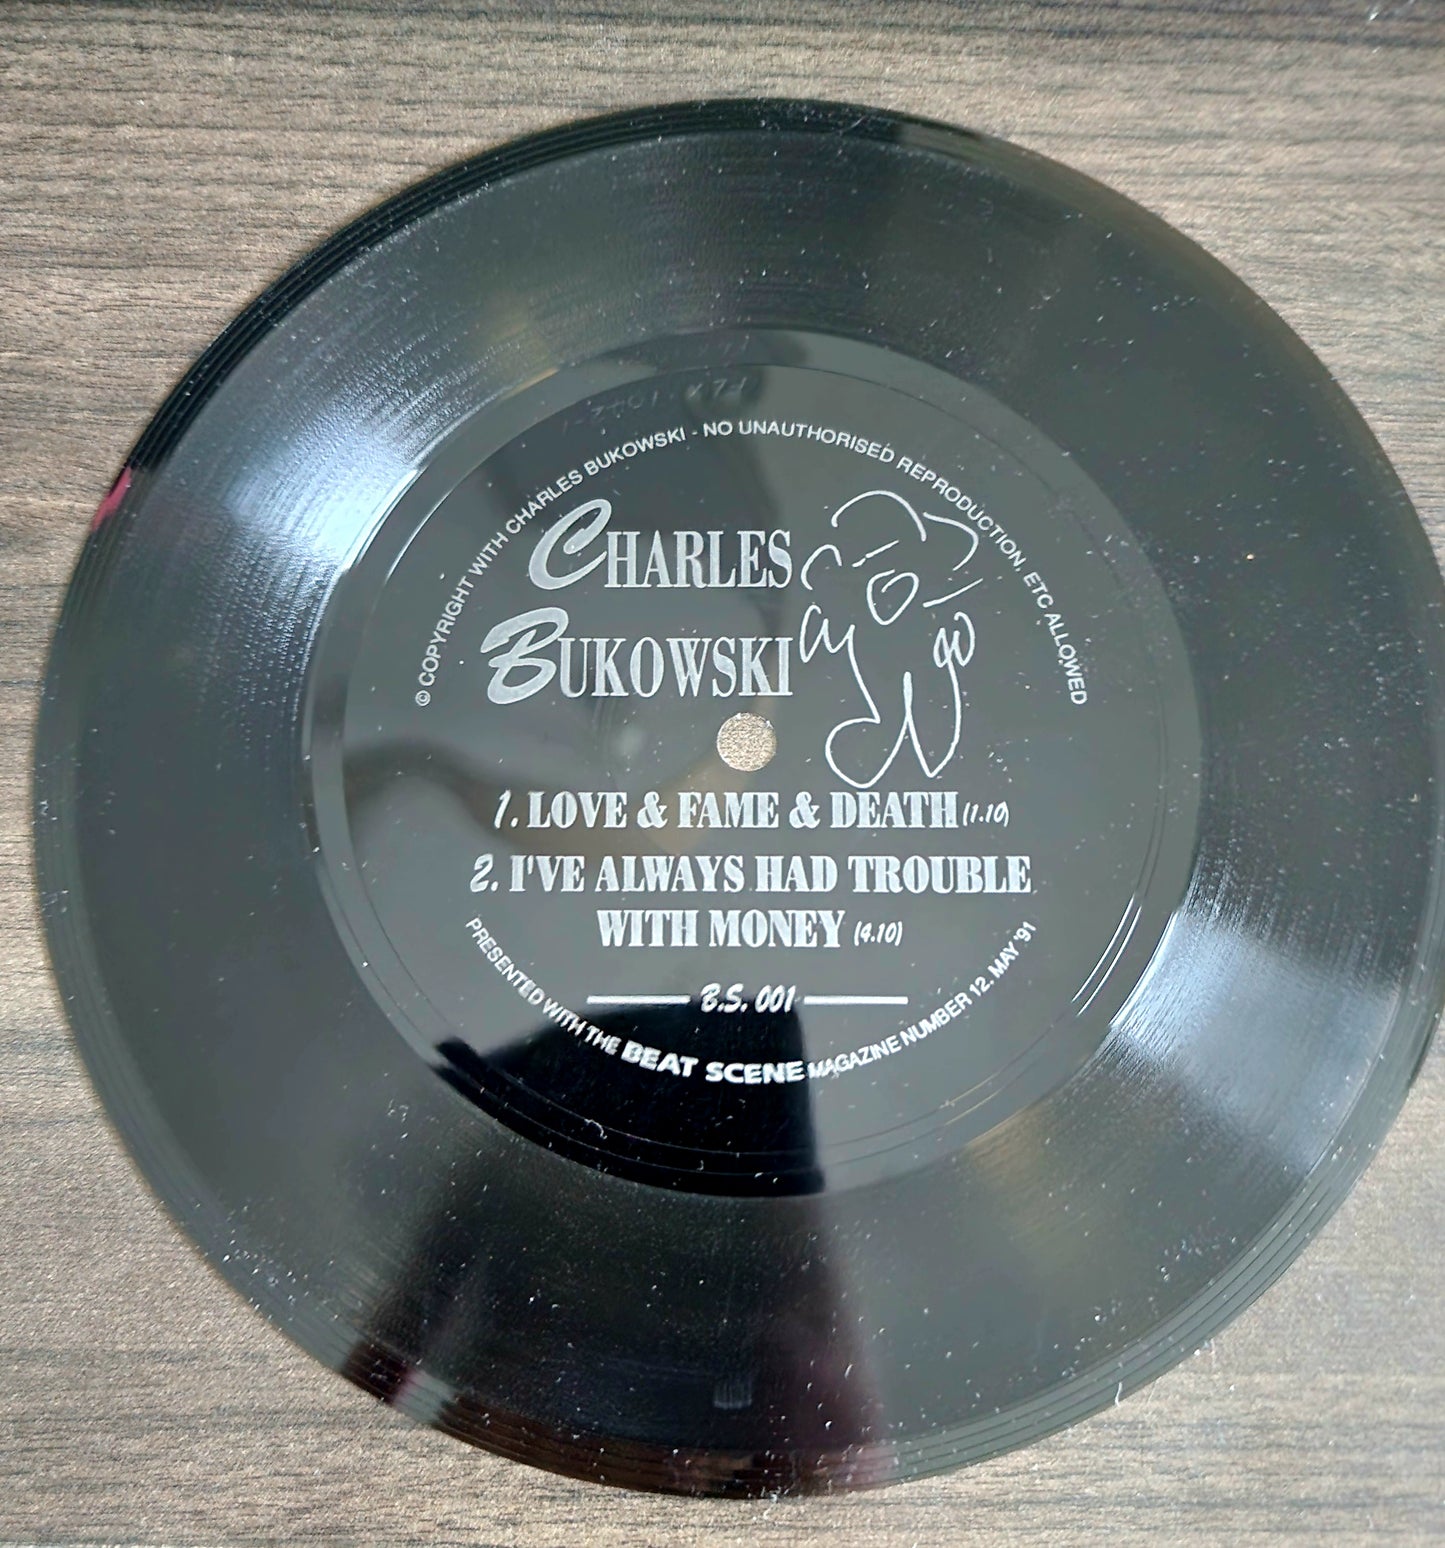 © COPYRIGHT WITH CHARLES BUKOWSKI - NO UNAUTHORISED REPRODUCTION, ETC ALLOWED
CHARLES
BUKOWSKI
1. LOVE & FAME & DEATH (1.10)
2. I'VE ALWAYS HAD TROUBLE
WITH MONEY (4.10)
B.S. 001
PRESENTED WITH THE BEAT SCENE MAGAZINE NUMBER 12. MAY '91